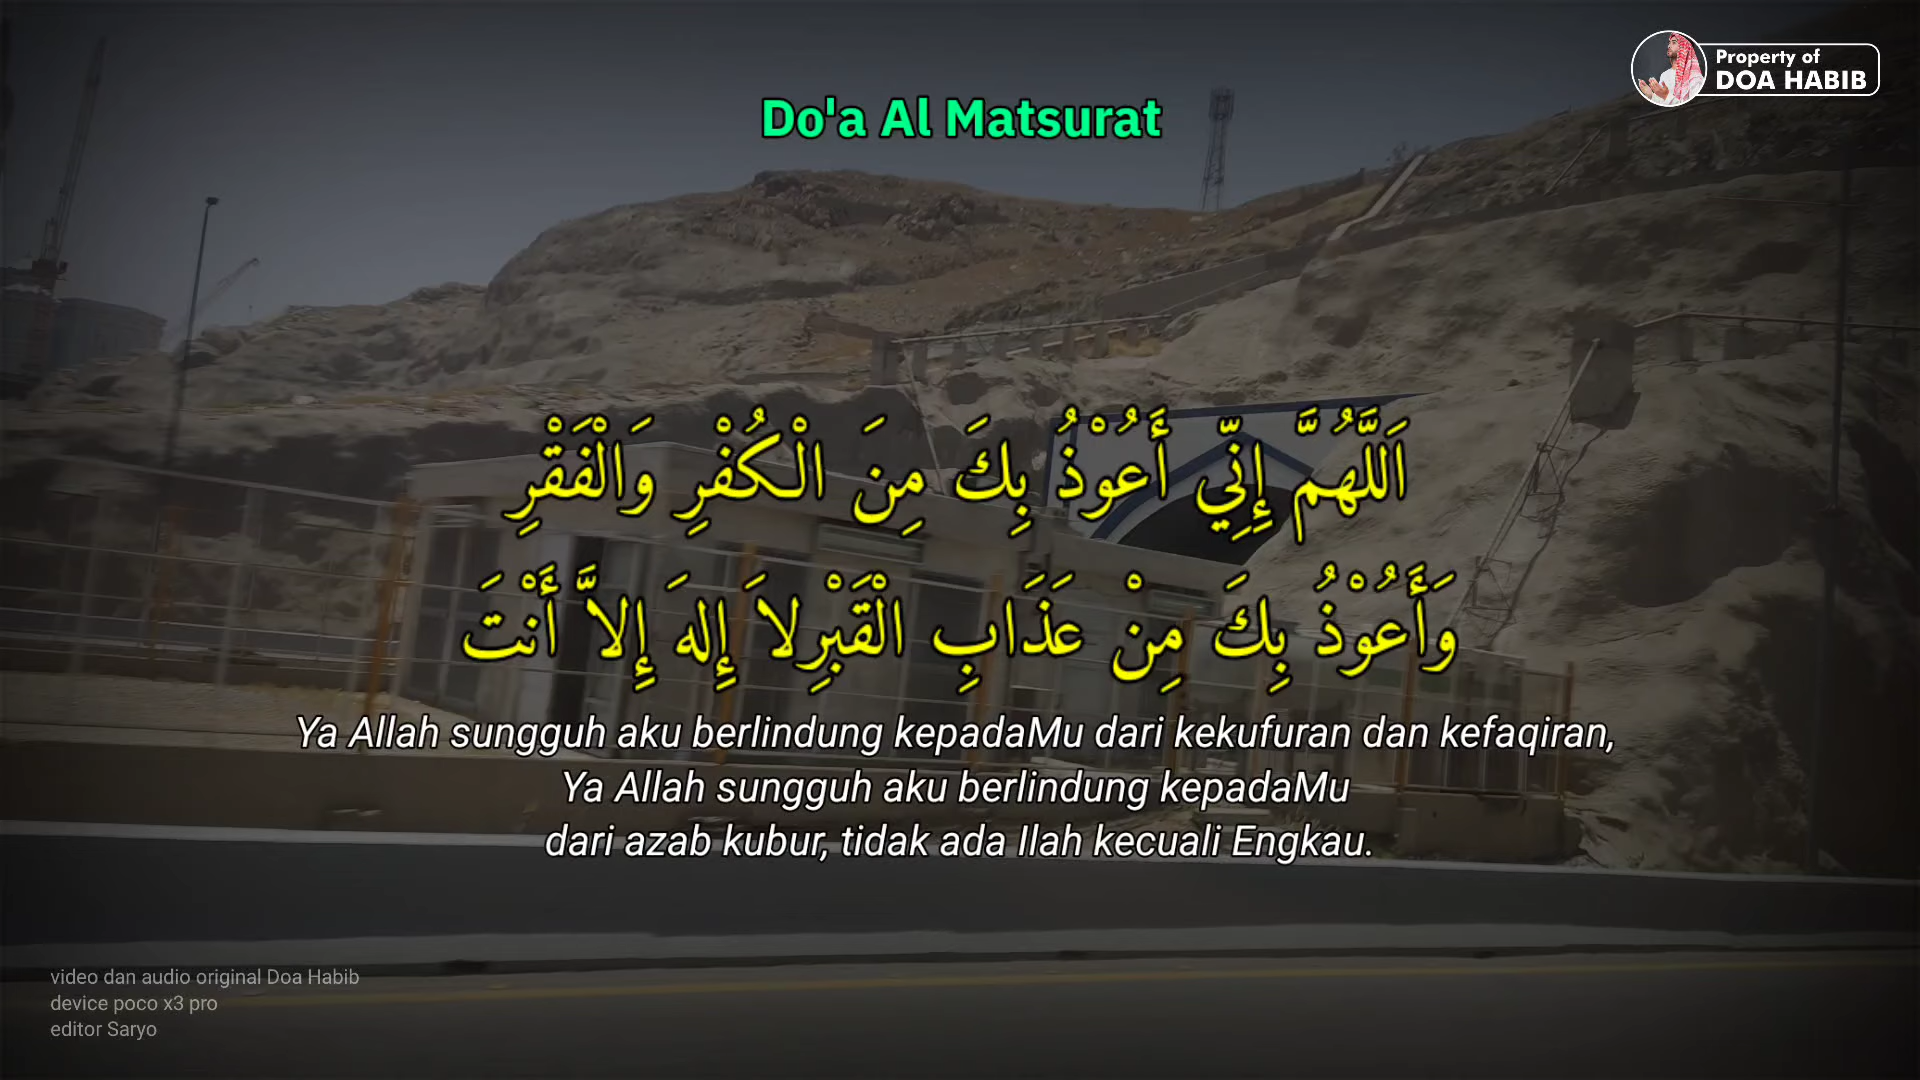 Property of
DOA HABIB
Do'a Al Matsurat
اَللَّهُمَّ إِنِّي أَعُوْذُ بِكَ مِنَ الْكُفْرِ وَالْفَقْرِ
وَأَعُوْذُ بِكَ مِنْ عَذَابِ الْقَبْرِلاَ إِلهَ إِلاَّ أَنْتَ
Ya Allah sungguh aku berlindung kepadaMu dari kekufuran dan kefaqiran,
Ya Allah sungguh aku berlindung kepadaMu
dari azab kubur, tidak ada Ilah kecuali Engkau.
video dan audio original Doa Habib
device poco x3 pro
editor Saryo